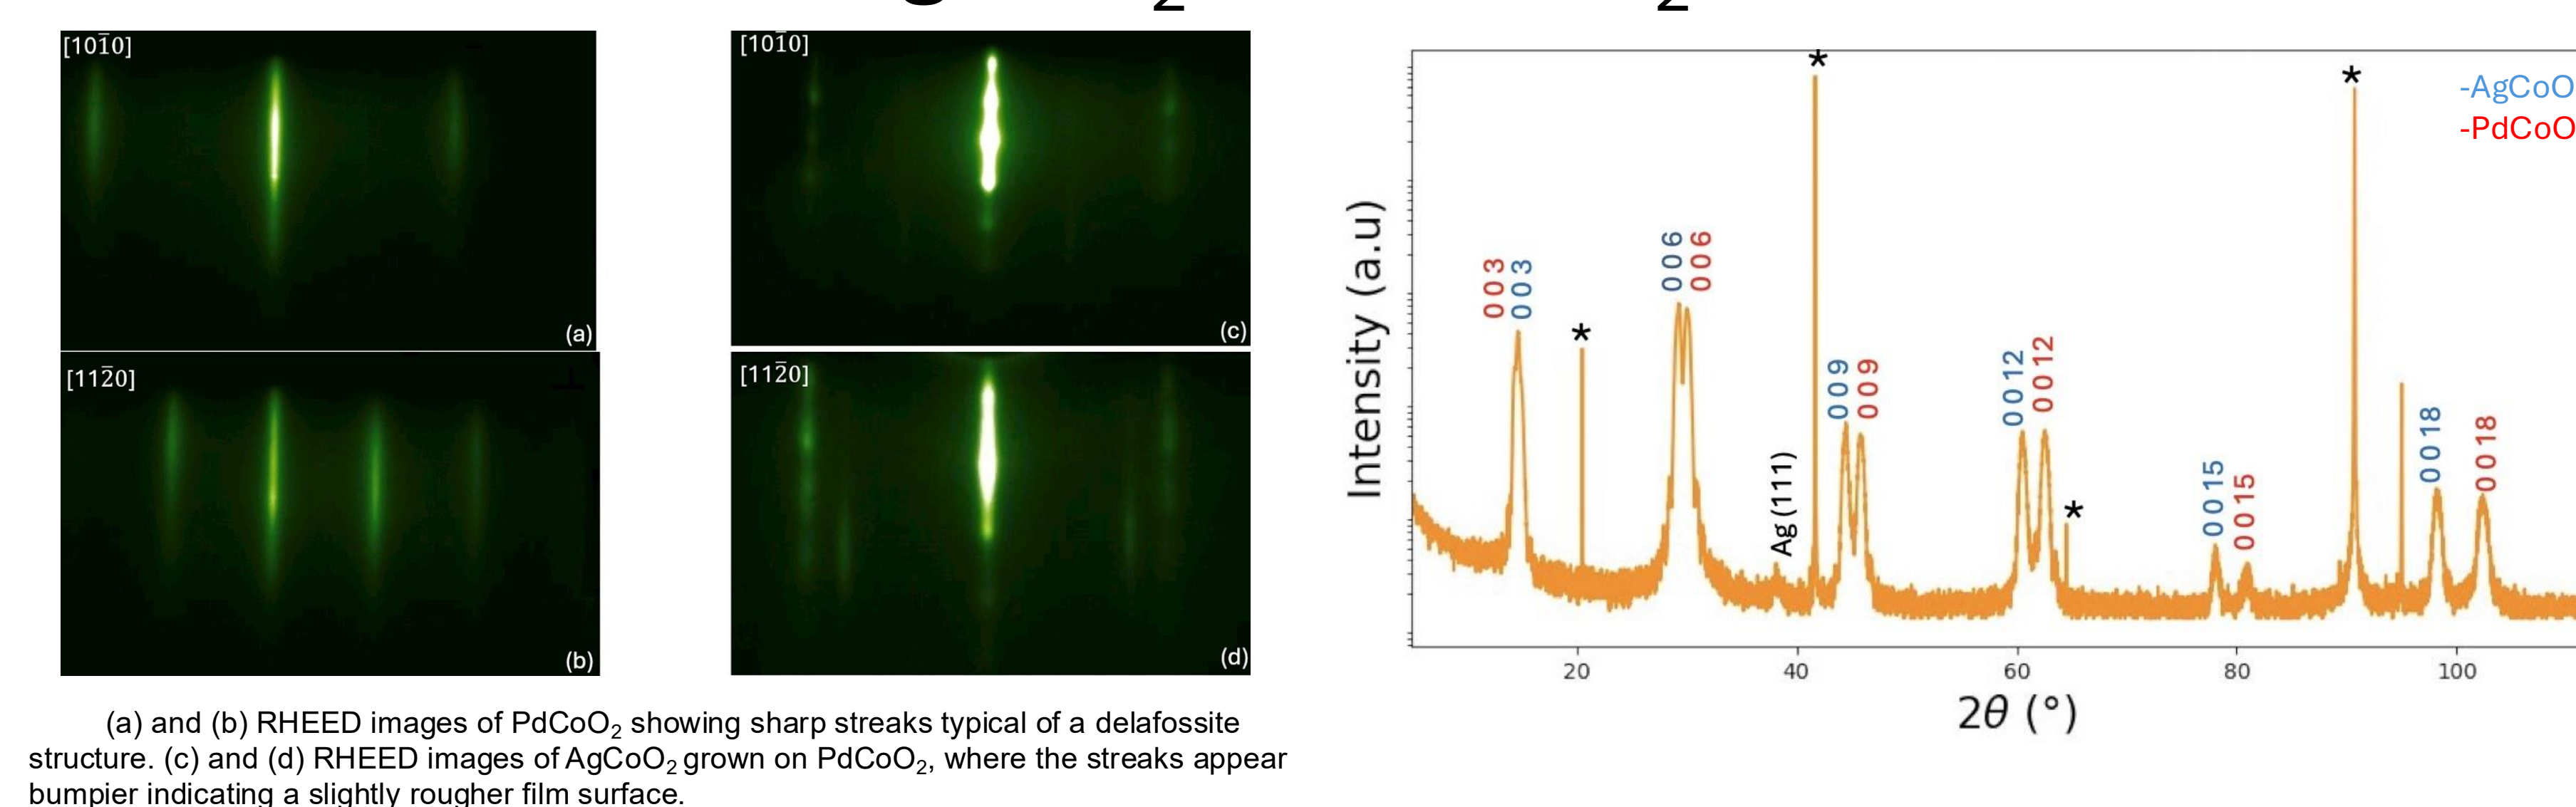 [101̅0]
(a)
[112̅0]
(b)
[101̅0]
(c)
[112̅0]
(d)
(a) and (b) RHEED images of PdCoO₂ showing sharp streaks typical of a delafossite
structure. (c) and (d) RHEED images of AgCoO₂ grown on PdCoO₂, where the streaks appear
bumpier indicating a slightly rougher film surface.
Intensity (a.u)
0 0 3
0 0 3
*
0 0 6
0 0 6
Ag (111)
*
0 0 9
0 0 9
0 0 12
0 0 12
*
0 0 15
0 0 15
*
0 0 18
0 0 18
-AgCoO
-PdCoO
20 40 60 80 100
2θ (°)